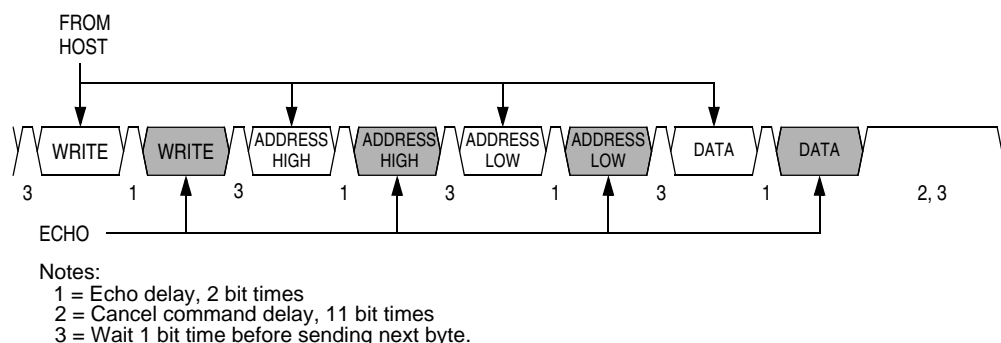 FROM
HOST
WRITE WRITE ADDRESS HIGH ADDRESS HIGH ADDRESS LOW ADDRESS LOW DATA DATA
3 1 3 1 3 1 3 1 2, 3
ECHO
Notes:
1 = Echo delay, 2 bit times
2 = Cancel command delay, 11 bit times
3 = Wait 1 bit time before sending next byte.